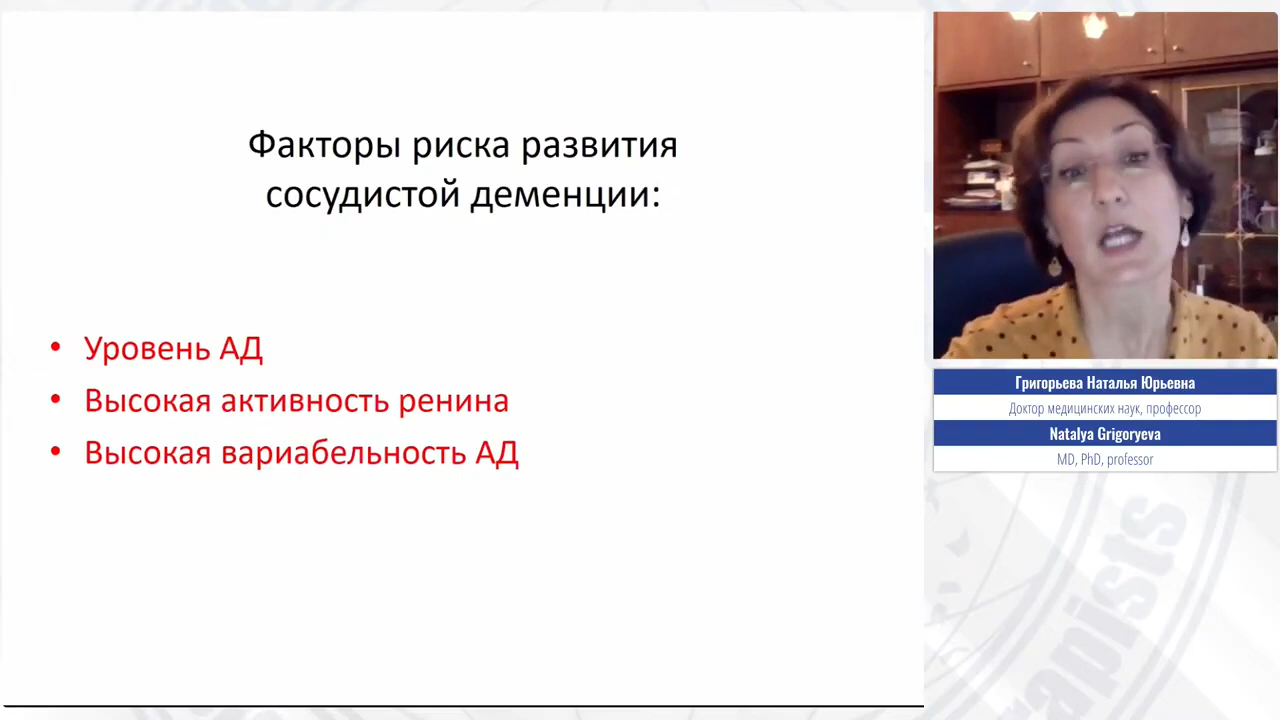 Факторы риска развития
сосудистой деменции:
• Уровень АД
• Высокая активность ренина
• Высокая вариабельность АД
Григорьева Наталья Юрьевна
Доктор медицинских наук, профессор
Natalya Grigoryeva
MD, PhD, professor